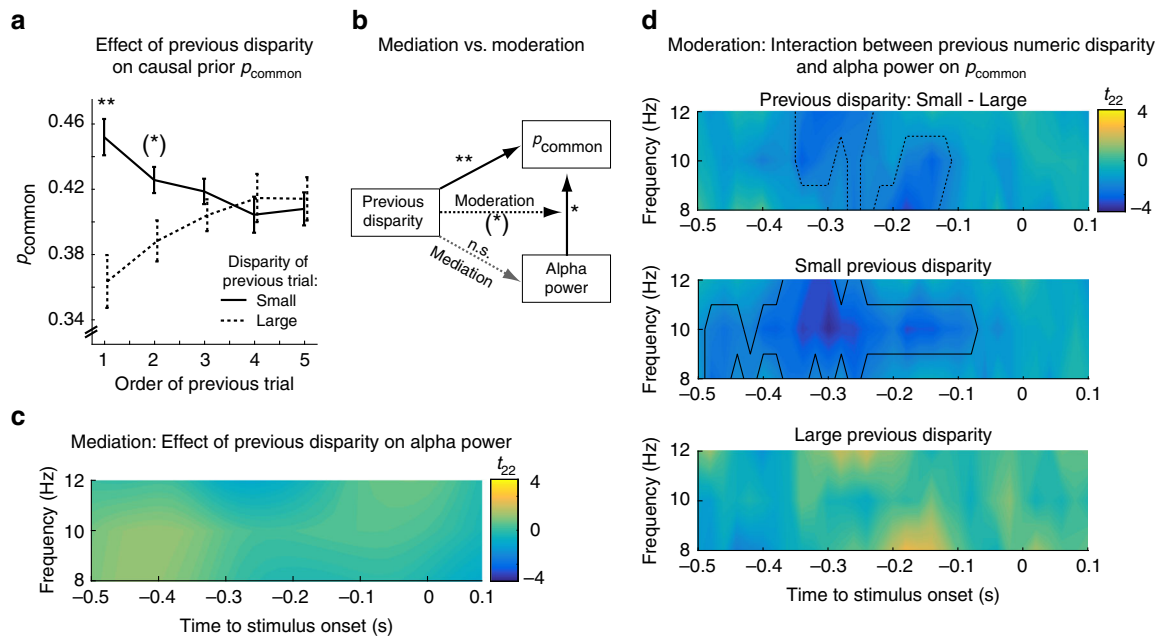 a
Effect of previous disparity
on causal prior pcommon
**
(*)
0.46
0.42
0.38
0.34
pcommon
Disparity of
previous trial:
Small
Large
1 2 3 4 5
Order of previous trial
b
Mediation vs. moderation
pcommon
**
Previous
disparity
Moderation
(*)
*
n.s.
Mediation
Alpha
power
c
Mediation: Effect of previous disparity on alpha power
t22
Frequency (Hz)
12
10
8
4
0
−4
−0.5 −0.4 −0.3 −0.2 −0.1 0 0.1
Time to stimulus onset (s)
d
Moderation: Interaction between previous numeric disparity
and alpha power on pcommon
Previous disparity: Small - Large
t22
Frequency (Hz)
12
10
8
4
0
−4
−0.5 −0.4 −0.3 −0.2 −0.1 0 0.1
Small previous disparity
Frequency (Hz)
12
10
8
−0.5 −0.4 −0.3 −0.2 −0.1 0 0.1
Large previous disparity
Frequency (Hz)
12
10
8
−0.5 −0.4 −0.3 −0.2 −0.1 0 0.1
Time to stimulus onset (s)